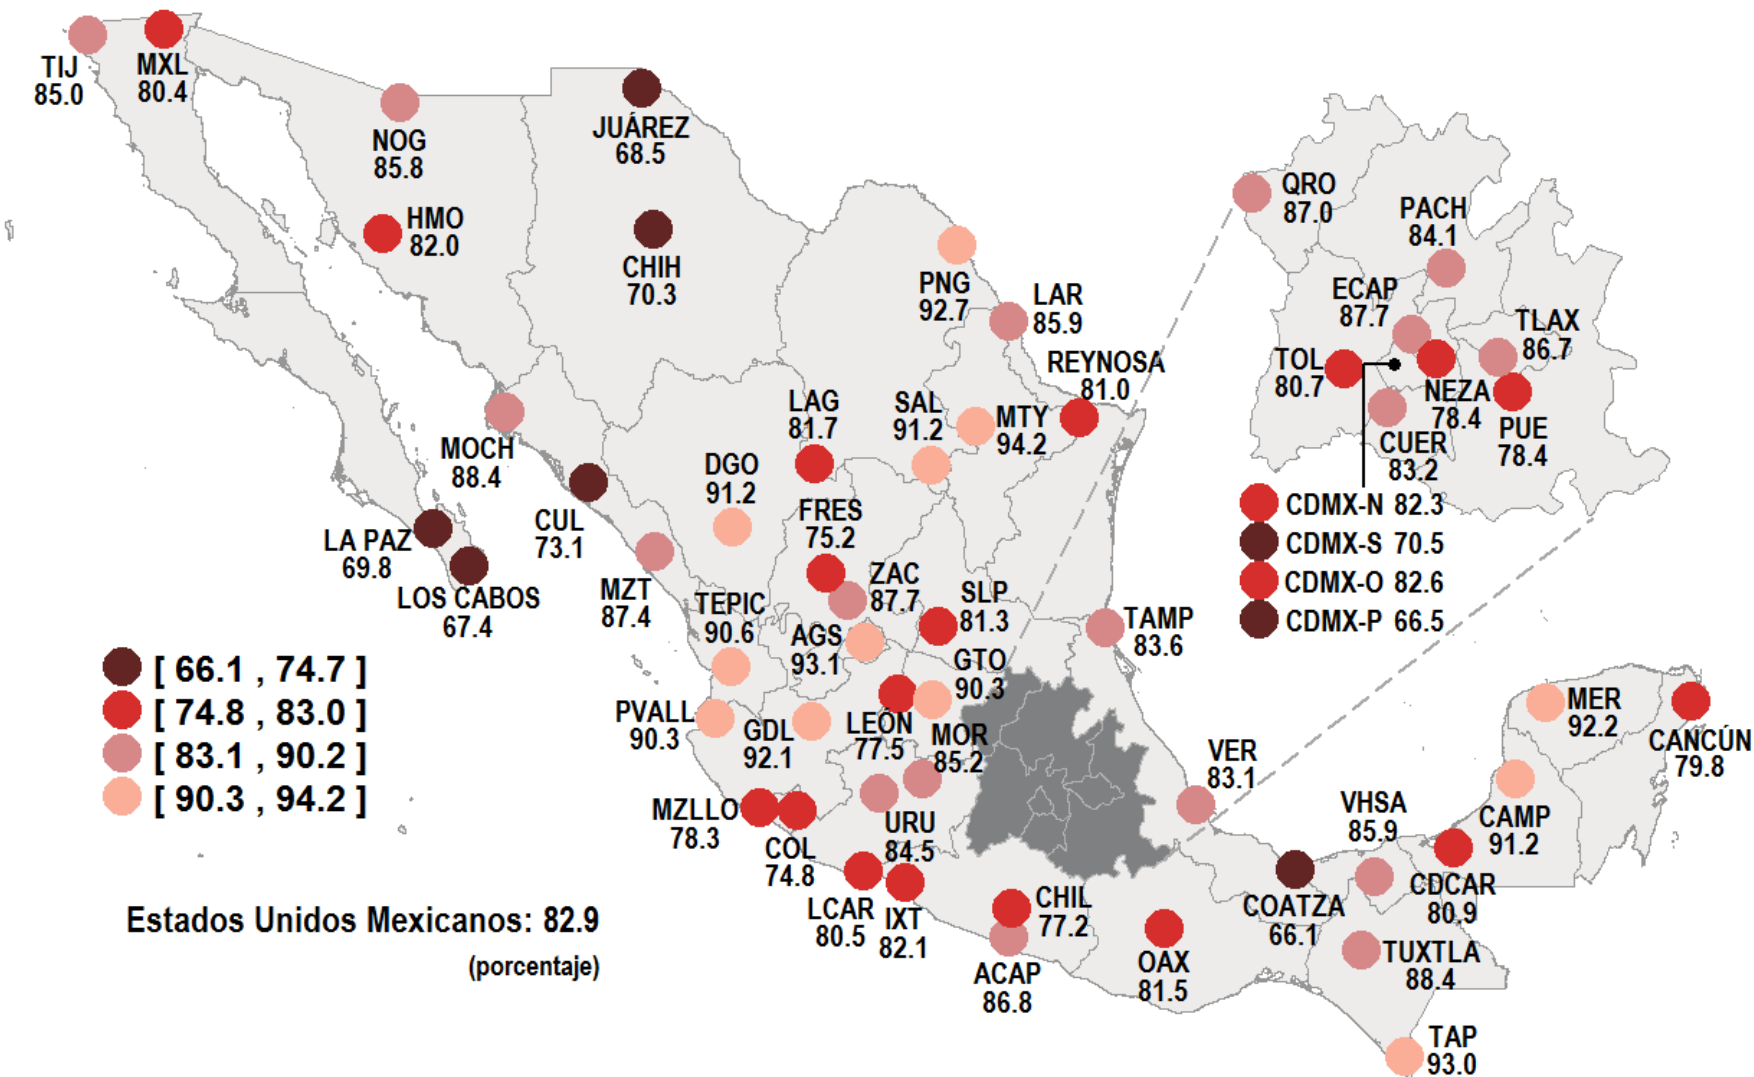 TIJ
85.0
MXL
80.4
NOG
85.8
JUÁREZ
68.5
HMO
82.0
CHIH
70.3
PNG
92.7
LAR
85.9
REYNOSA
81.0
MOCH
88.4
LAG
81.7
SAL
91.2
MTY
94.2
DGO
91.2
CUL
73.1
FRES
75.2
LA PAZ
69.8
LOS CABOS
67.4
MZT
87.4
ZAC
87.7
TEPIC
90.6
AGS
93.1
SLP
81.3
TAMP
83.6
GTO
90.3
PVALL
90.3
GDL
92.1
LEÓN
77.5
MOR
85.2
MZLLO
78.3
COL
74.8
URU
84.5
LCAR
80.5
IXT
82.1
CHIL
77.2
ACAP
86.8
OAX
81.5
VER
83.1
COATZA
66.1
VHSA
85.9
CDCAR
80.9
CAMP
91.2
MER
92.2
CANCÚN
79.8
TUXTLA
88.4
TAP
93.0
QRO
87.0
PACH
84.1
ECAP
87.7
TLAX
86.7
TOL
80.7
NEZA
78.4
PUE
78.4
CUER
83.2
CDMX-N 82.3
CDMX-S 70.5
CDMX-O 82.6
CDMX-P 66.5
[ 66.1 , 74.7 ]
[ 74.8 , 83.0 ]
[ 83.1 , 90.2 ]
[ 90.3 , 94.2 ]
Estados Unidos Mexicanos: 82.9
(porcentaje)